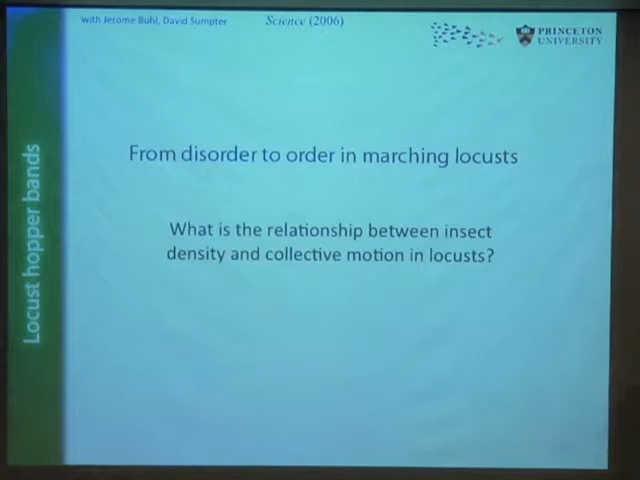 with Jerome Buhl, David Sumpter
Science (2006)
PRINCETON
UNIVERSITY
From disorder to order in marching locusts
What is the relationship between insect
density and collective motion in locusts?
Locust hopper bands